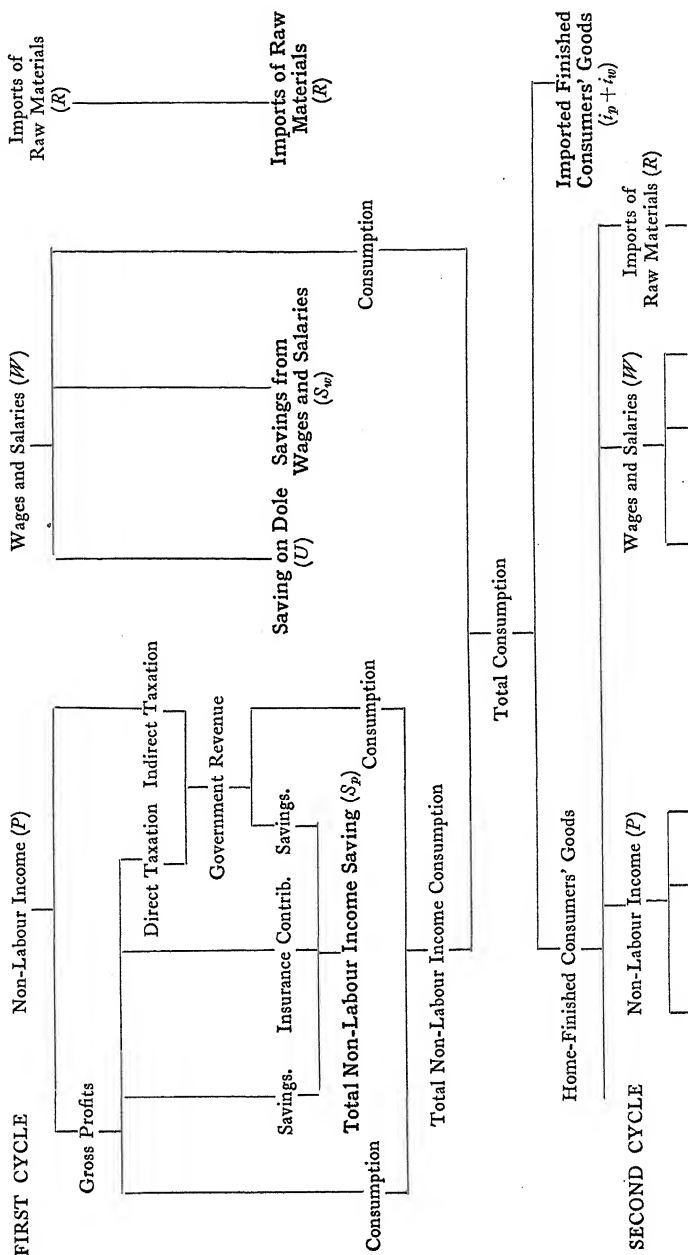 FIRST CYCLE Non-Labour Income (P) Wages and Salaries (W) Imports of
Raw Materials
(R)
Gross Profits
Direct Taxation Indirect Taxation
Government Revenue
Savings. Insurance Contrib. Savings.
Total Non-Labour Income Saving (S_p)
Saving on Dole
(U)
Savings from
Wages and Salaries
(S_w)
Imports of Raw
Materials
(R)
Consumption Consumption Consumption
Total Non-Labour Income Consumption
Total Consumption
Home-Finished Consumers' Goods
Imported Finished
Consumers' Goods
(i_p + i_w)
SECOND CYCLE Non-Labour Income (P) Wages and Salaries (W) Imports of
Raw Materials (R)